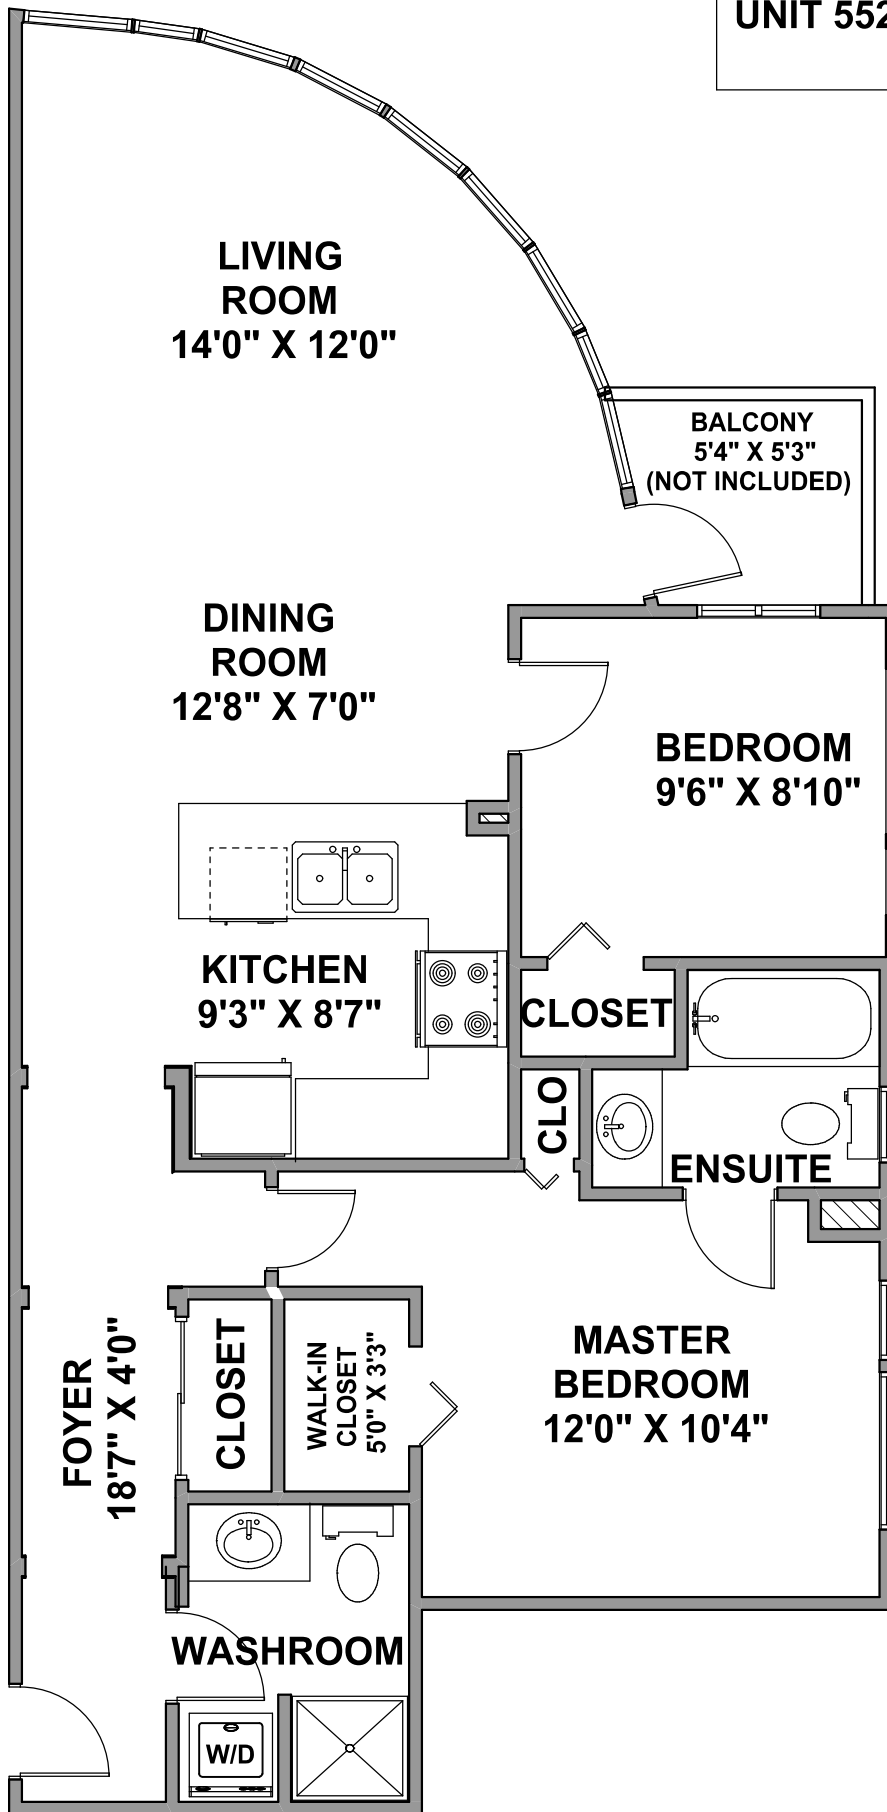 UNIT 552
LIVING
ROOM
14'0" X 12'0"
BALCONY
5'4" X 5'3"
(NOT INCLUDED)
DINING
ROOM
12'8" X 7'0"
BEDROOM
9'6" X 8'10"
KITCHEN
9'3" X 8'7"
CLOSET
CLO
ENSUITE
MASTER
BEDROOM
12'0" X 10'4"
FOYER
18'7" X 4'0"
CLOSET
WALK-IN
CLOSET
5'0" X 3'3"
WASHROOM
W/D